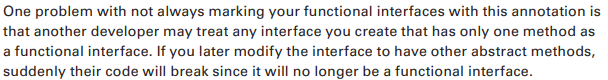 One problem with not always marking your functional interfaces with this annotation is
that another developer may treat any interface you create that has only one method as
a functional interface. If you later modify the interface to have other abstract methods,
suddenly their code will break since it will no longer be a functional interface.